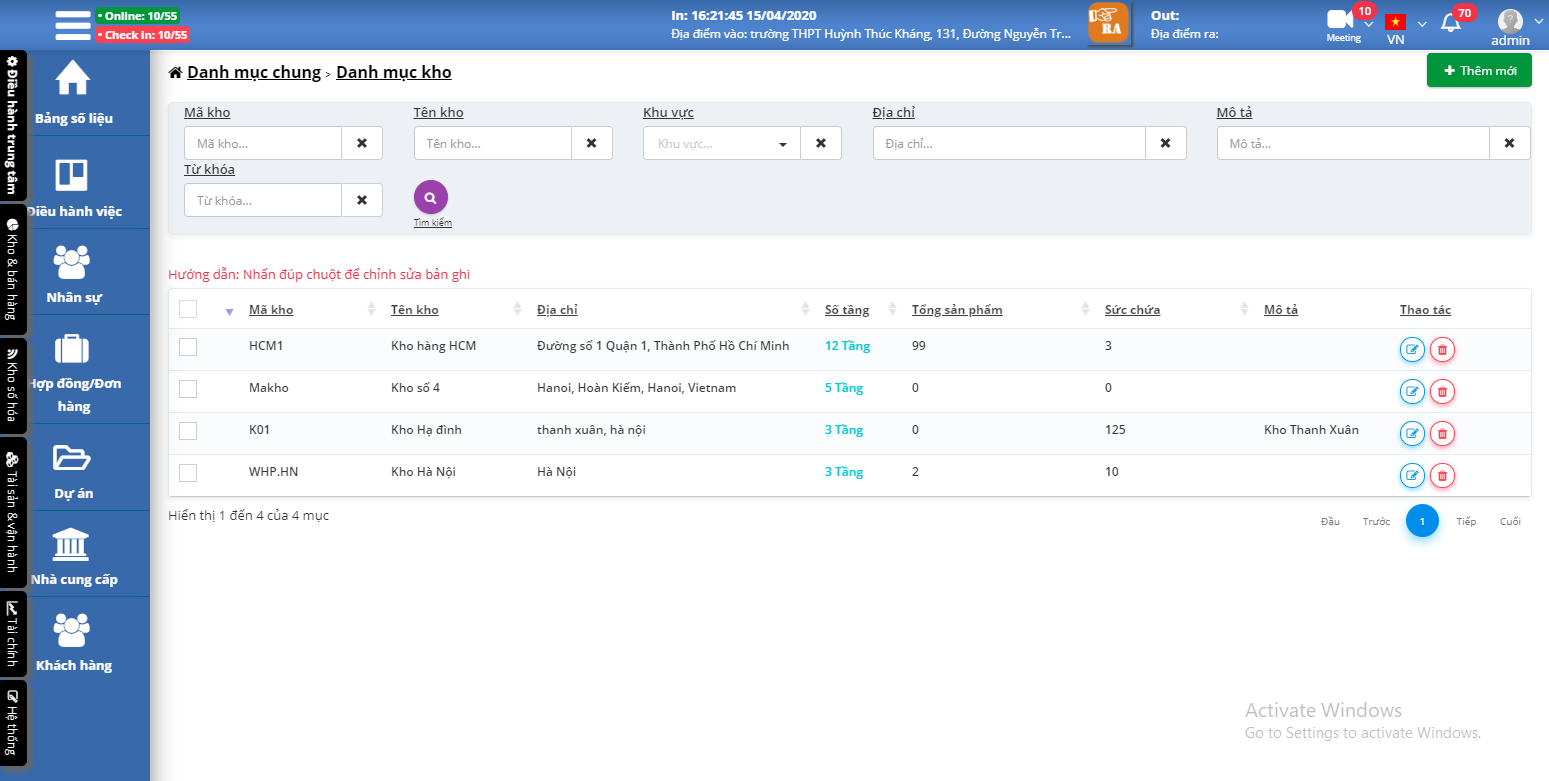 • Online: 10/55
• Check in: 10/55
In: 16:21:45 15/04/2020
Địa điểm vào: trường THPT Huỳnh Thúc Kháng, 131, Đường Nguyễn Tr...
RA
Out:
Địa điểm ra:
10
Meeting
VN
70
admin
Điều hành trung tâm
Kho & bán hàng
Kho số hóa
Tài sản & vận hành
Tài chính
Hệ thống
Bảng số liệu
Điều hành việc
Nhân sự
Hợp đồng/Đơn
hàng
Dự án
Nhà cung cấp
Khách hàng
Danh mục chung > Danh mục kho
Thêm mới
Mã kho Tên kho Khu vực Địa chỉ Mô tả
Mã kho... Tên kho... Khu vực... Địa chỉ... Mô tả...
Từ khóa
Từ khóa...
Tìm kiếm
Hướng dẫn: Nhấn đúp chuột để chỉnh sửa bản ghi
Mã kho Tên kho Địa chỉ Số tầng Tổng sản phẩm Sức chứa Mô tả Thao tác
HCM1 Kho hàng HCM Đường số 1 Quận 1, Thành Phố Hồ Chí Minh 12 Tầng 99 3
Makho Kho số 4 Hanoi, Hoàn Kiếm, Hanoi, Vietnam 5 Tầng 0 0
K01 Kho Hạ đình thanh xuân, hà nội 3 Tầng 0 125 Kho Thanh Xuân
WHP.HN Kho Hà Nội Hà Nội 3 Tầng 2 10
Hiển thị 1 đến 4 của 4 mục
Đầu Trước 1 Tiếp Cuối
Activate Windows
Go to Settings to activate Windows.